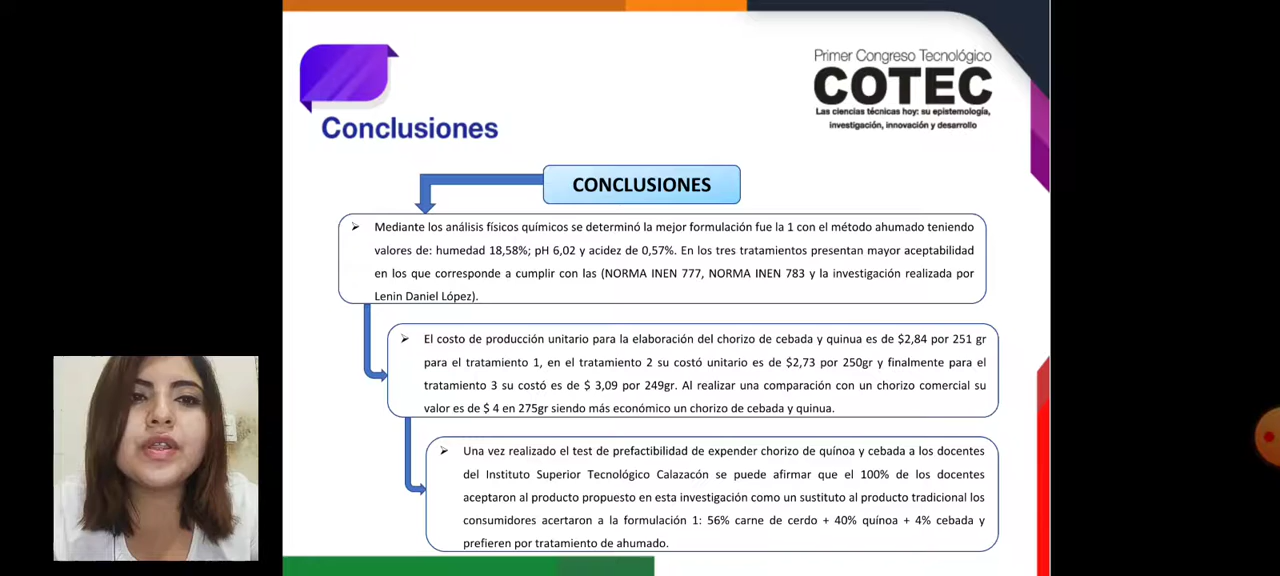 Primer Congreso Tecnológico
COTEC
Las ciencias técnicas hoy: su epistemología,
investigación, innovación y desarrollo
Conclusiones
CONCLUSIONES
Mediante los análisis físicos químicos se determinó la mejor formulación fue la 1 con el método ahumado teniendo
valores de: humedad 18,58%; pH 6,02 y acidez de 0,57%. En los tres tratamientos presentan mayor aceptabilidad
en los que corresponde a cumplir con las (NORMA INEN 777, NORMA INEN 783 y la investigación realizada por
Lenin Daniel López).
El costo de producción unitario para la elaboración del chorizo de cebada y quinua es de $2,84 por 251 gr
para el tratamiento 1, en el tratamiento 2 su costó unitario es de $2,73 por 250gr y finalmente para el
tratamiento 3 su costó es de $ 3,09 por 249gr. Al realizar una comparación con un chorizo comercial su
valor es de $ 4 en 275gr siendo más económico un chorizo de cebada y quinua.
Una vez realizado el test de prefactibilidad de expender chorizo de quínoa y cebada a los docentes
del Instituto Superior Tecnológico Calazacón se puede afirmar que el 100% de los docentes
aceptaron al producto propuesto en esta investigación como un sustituto al producto tradicional los
consumidores acertaron a la formulación 1: 56% carne de cerdo + 40% quínoa + 4% cebada y
prefieren por tratamiento de ahumado.